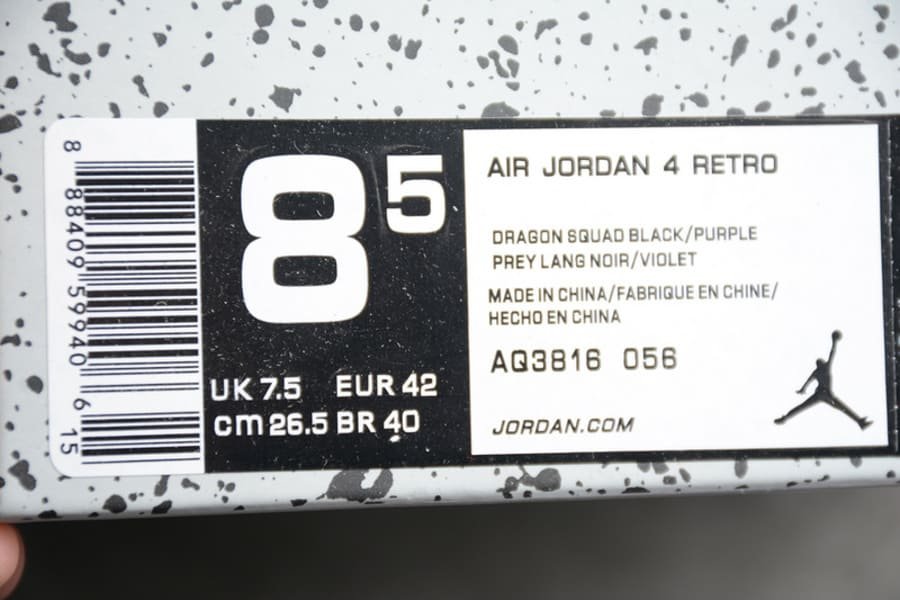 8 88409 59940 6 15
8 5
UK 7.5 EUR 42
cm 26.5 BR 40
AIR JORDAN 4 RETRO
DRAGON SQUAD BLACK/PURPLE
PREY LANG NOIR/VIOLET
MADE IN CHINA/FABRIQUE EN CHINE/
HECHO EN CHINA
AQ3816 056
JORDAN.COM